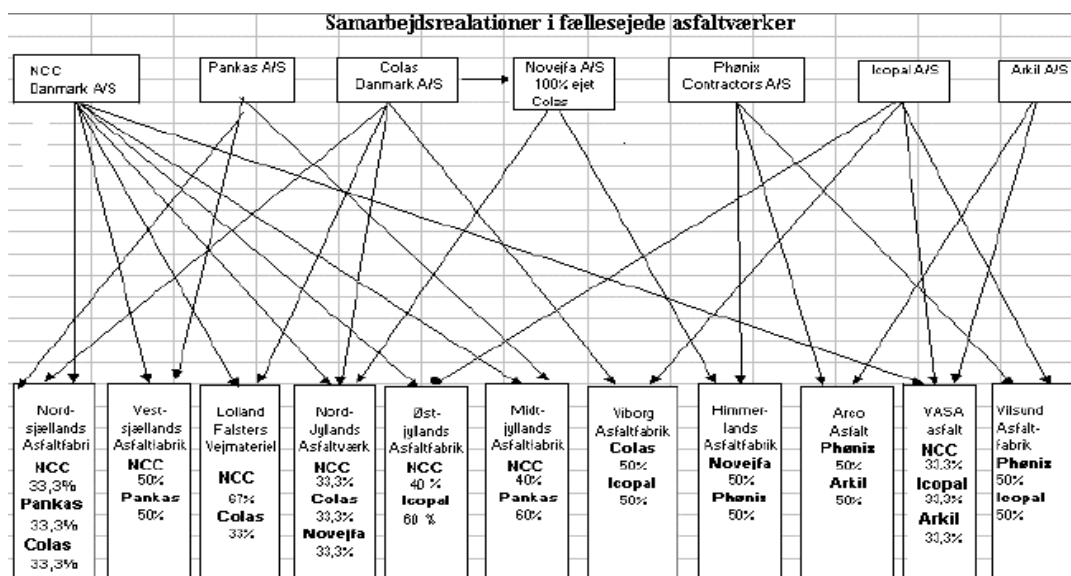 Samarbejdsrealationer i fællesejede asfaltværker
NCC
Danmark A/S
Pankas A/S
Colas
Danmark A/S
Novejfa A/S
100% ejet
Colas
Phønix
Contractors A/S
Icopal A/S
Arkil A/S
Nord-
sjællands
Asfaltfabri
NCC
33,3%
Pankas
33,3%
Colas
33,3%
Vest-
sjællands
Asfaltfabrik
NCC
50%
Pankas
50%
Lolland
Falsters
Vejmateriel
NCC
67%
Colas
33%
Nord-
Jyllands
Asfaltværk
NCC
33,3%
Colas
33,3%
Novejfa
33,3%
Øst-
jyllands
Asfaltfabrik
NCC
40 %
Icopal
60 %
Midt-
jyllands
Asfaltfabrik
NCC
40%
Pankas
60%
Viborg
Asfaltfabrik
Colas
50%
Icopal
50%
Himmer-
lands
Asfaltfabrik
Novejfa
50%
Phøniz
50%
Arco
Asfalt
Phøniz
50%
Arkil
50%
VASA
asfalt
NCC
33,3%
Icopal
33,3%
Arkil
33,3%
Vilsund
Asfalt-
fabrik
Phøniz
50%
Icopal
50%